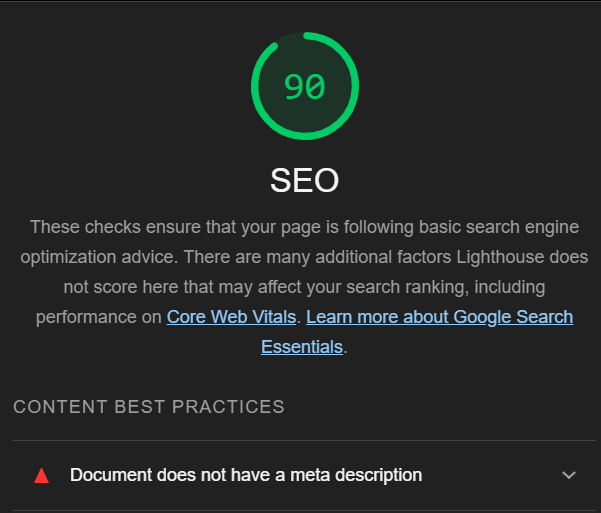 90
SEO
These checks ensure that your page is following basic search engine
optimization advice. There are many additional factors Lighthouse does
not score here that may affect your search ranking, including
performance on Core Web Vitals. Learn more about Google Search
Essentials.
CONTENT BEST PRACTICES
Document does not have a meta description